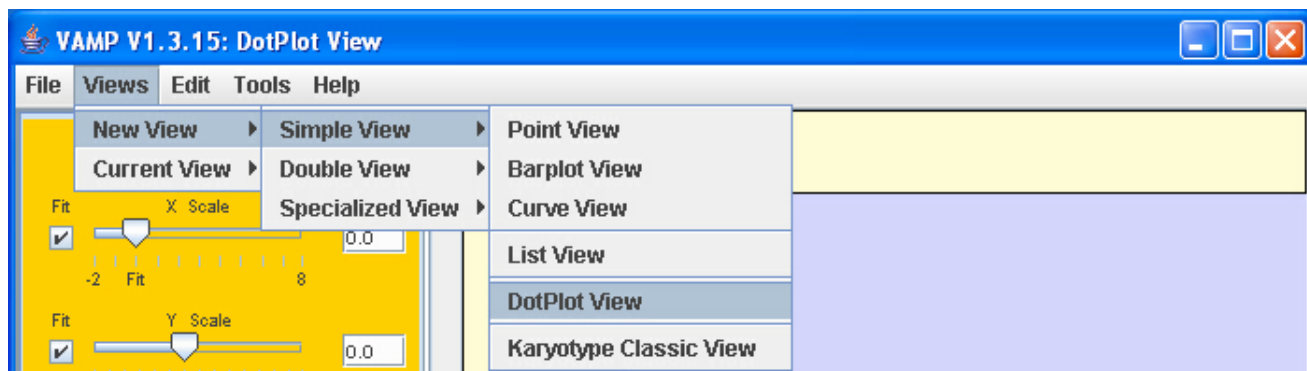 VAMP V1.3.15: DotPlot View
File Views Edit Tools Help
New View Simple View Point View
Current View Double View Barplot View
Fit X Scale Specialized View Curve View
0.0
List View
-2 Fit 8
DotPlot View
Fit Y Scale
0.0 Karyotype Classic View